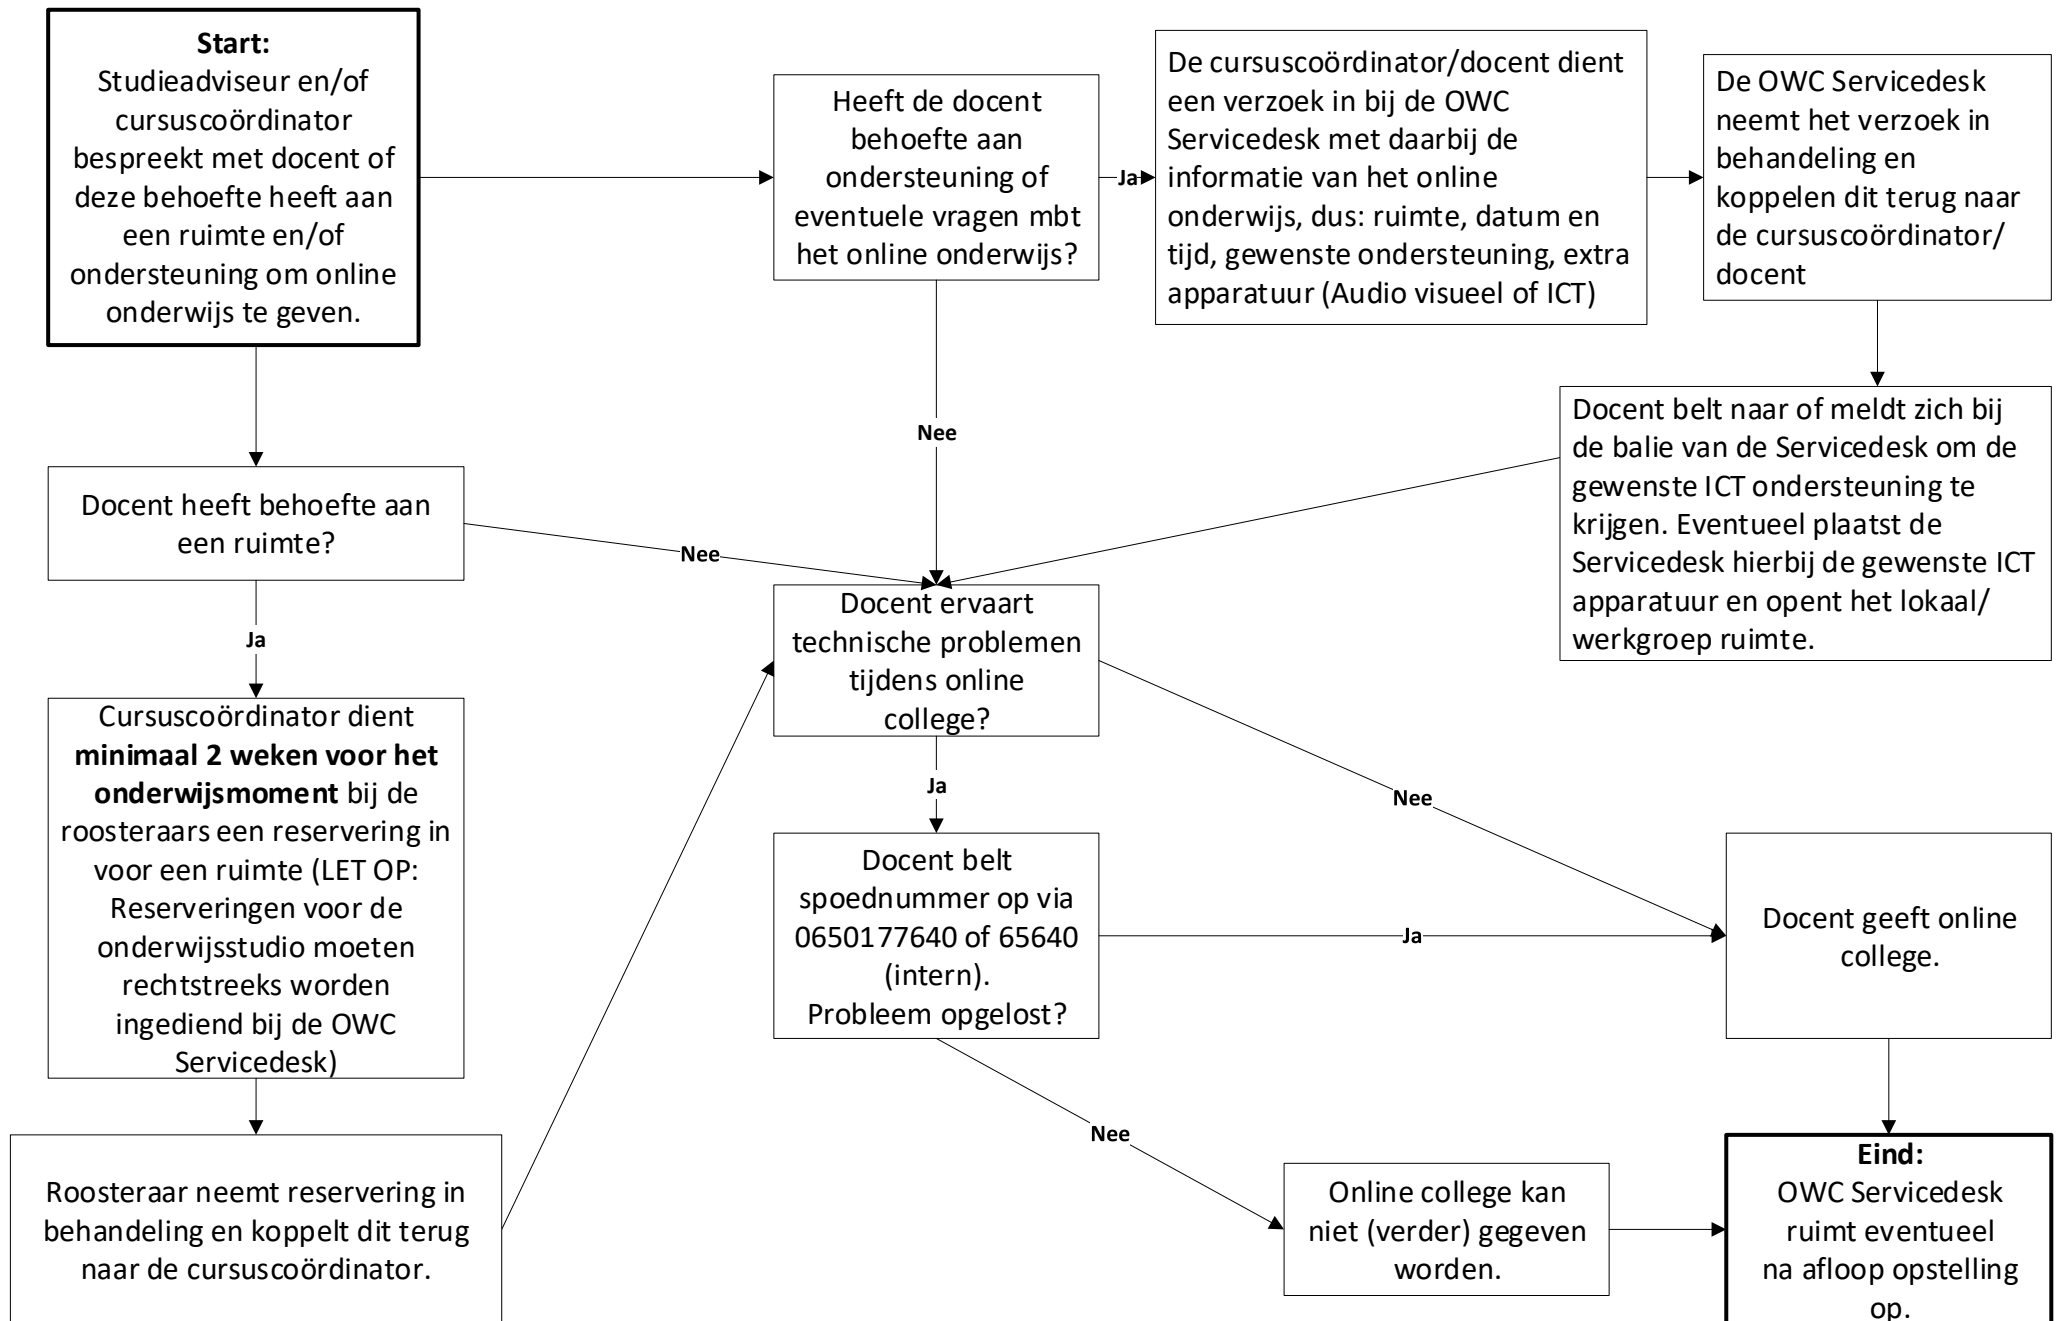 Start:
Studieadviseur en/of
cursuscoördinator
bespreekt met docent of
deze behoefte heeft aan
een ruimte en/of
ondersteuning om online
onderwijs te geven.
Heeft de docent
behoefte aan
ondersteuning of
eventuele vragen mbt
het online onderwijs?
Ja
De cursuscoördinator/docent dient
een verzoek in bij de OWC
Servicedesk met daarbij de
informatie van het online
onderwijs, dus: ruimte, datum en
tijd, gewenste ondersteuning, extra
apparatuur (Audio visueel of ICT)
De OWC Servicedesk
neemt het verzoek in
behandeling en
koppelen dit terug naar
de cursuscoördinator/
docent
Nee
Docent belt naar of meldt zich bij
de balie van de Servicedesk om de
gewenste ICT ondersteuning te
krijgen. Eventueel plaatst de
Servicedesk hierbij de gewenste ICT
apparatuur en opent het lokaal/
werkgroep ruimte.
Docent heeft behoefte aan
een ruimte?
Nee
Ja
Docent ervaart
technische problemen
tijdens online
college?
Cursuscoördinator dient
minimaal 2 weken voor het
onderwijsmoment bij de
roosteraars een reservering in
voor een ruimte (LET OP:
Reserveringen voor de
onderwijsstudio moeten
rechtstreeks worden
ingediend bij de OWC
Servicedesk)
Ja
Nee
Docent belt
spoednummer op via
0650177640 of 65640
(intern).
Probleem opgelost?
Ja
Docent geeft online
college.
Nee
Roosteraar neemt reservering in
behandeling en koppelt dit terug
naar de cursuscoördinator.
Online college kan
niet (verder) gegeven
worden.
Eind:
OWC Servicedesk
ruimt eventueel
na afloop opstelling
op.